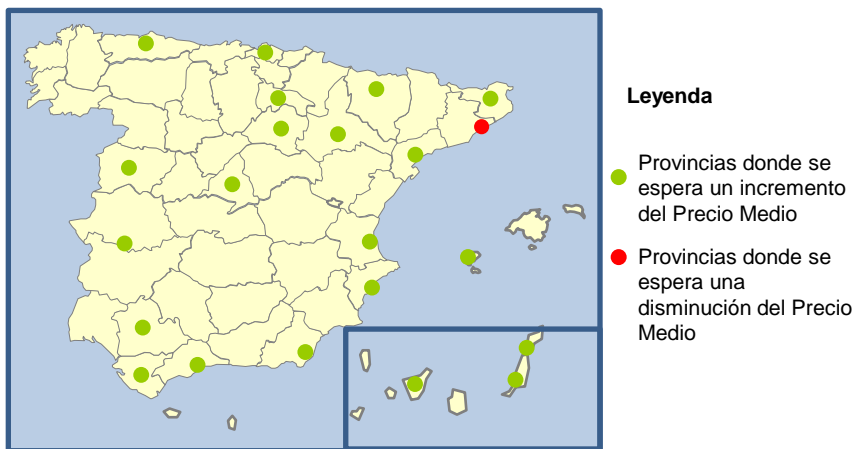 Leyenda
Provincias donde se
espera un incremento
del Precio Medio
Provincias donde se
espera una
disminución del Precio
Medio